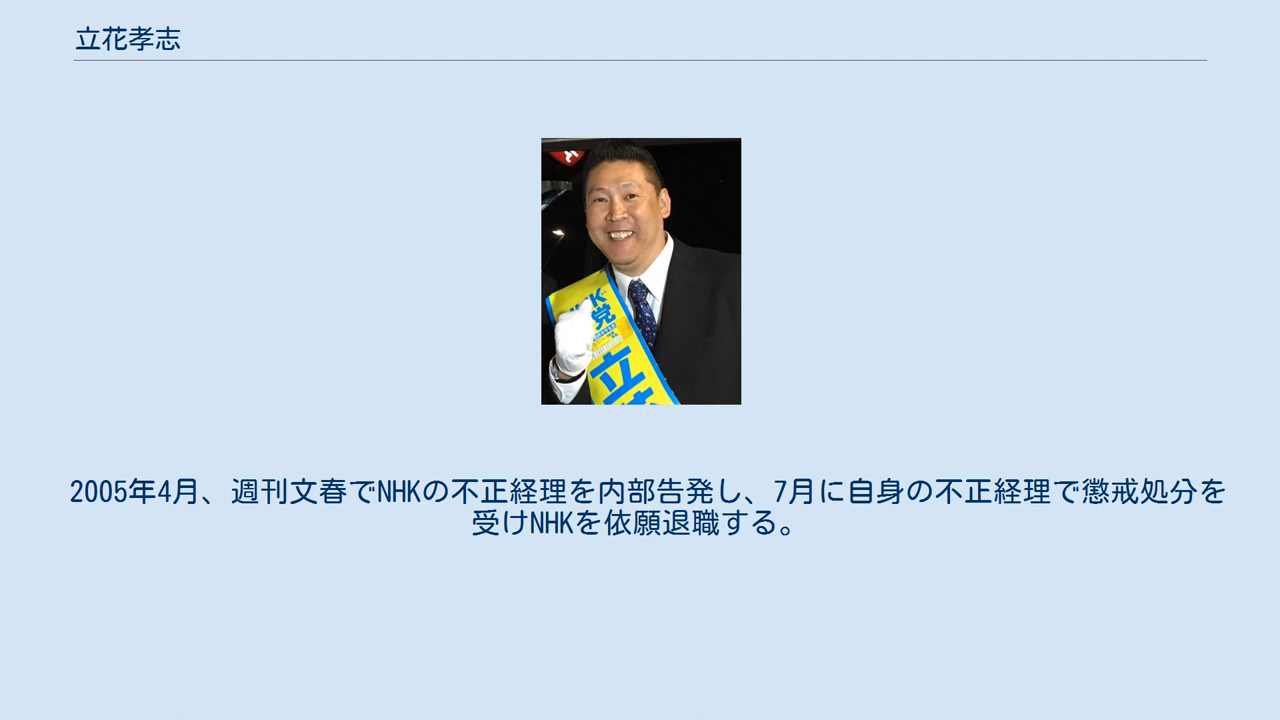 立花孝志
NHK
党
立
2005年4月、週刊文春でNHKの不正経理を内部告発し、7月に自身の不正経理で懲戒処分を
受けNHKを依願退職する。